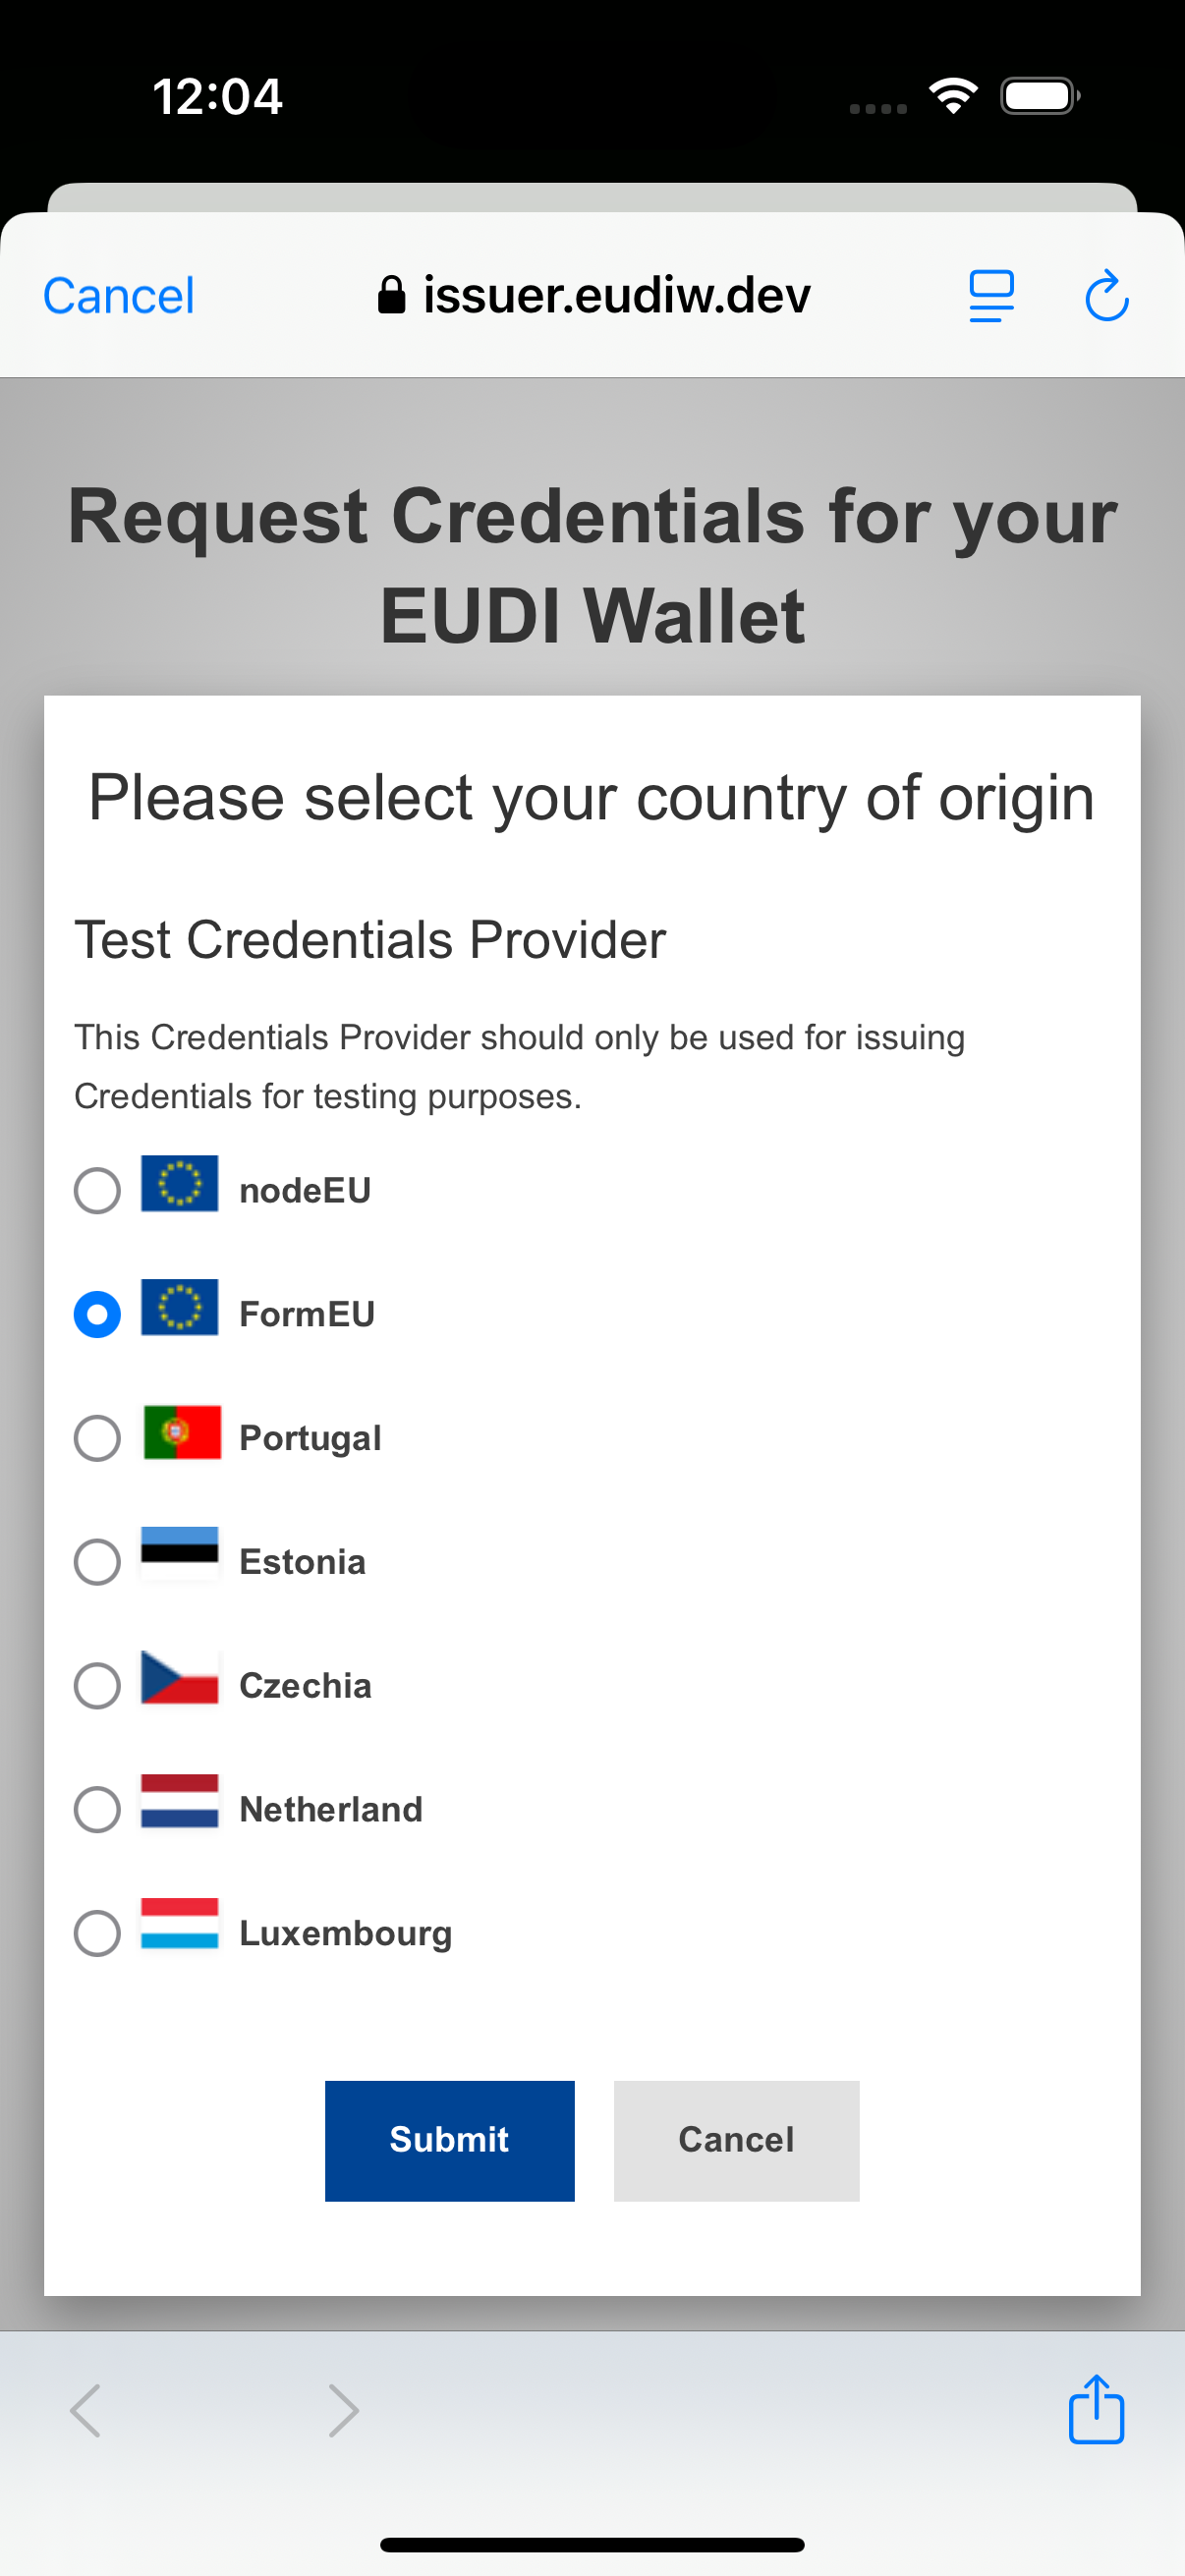 12:04
Cancel
issuer.eudiw.dev
Request Credentials for your
EUDI Wallet
Please select your country of origin
Test Credentials Provider
This Credentials Provider should only be used for issuing
Credentials for testing purposes.
nodeEU
FormEU
Portugal
Estonia
Czechia
Netherland
Luxembourg
Submit
Cancel